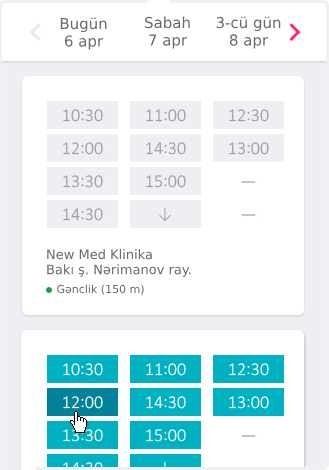 Bugün Sabah 3-cü gün
6 apr 7 apr 8 apr
10:30 11:00 12:30
12:00 14:30 13:00
13:30 15:00 —
14:30 ↓ —
New Med Klinika
Bakı ş. Nərimanov ray.
Gənclik (150 m)
10:30 11:00 12:30
12:00 14:30 13:00
13:30 15:00 —
14:30